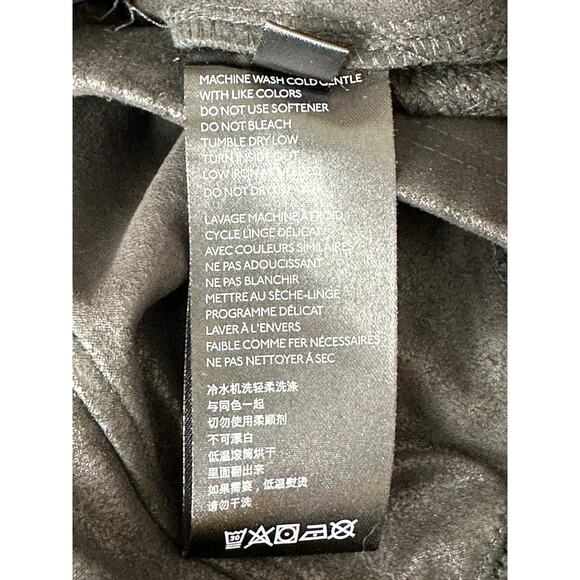 MACHINE WASH COLD GENTLE
WITH LIKE COLORS
DO NOT USE SOFTENER
DO NOT BLEACH
TUMBLE DRY LOW
TURN INSIDE OUT
LOW IRON
DO NOT DRY
LAVAGE MACHINE À FROID
CYCLE LINGE DÉLICAT
AVEC COULEURS SIMILAIRES
NE PAS ADOUCISSANT
NE PAS BLANCHIR
METTRE AU SÈCHE-LINGE
PROGRAMME DÉLICAT
LAVER À L'ENVERS
FAIBLE COMME FER NÉCESSAIRES
NE PAS NETTOYER À SEC
冷水机洗轻柔洗涤
与同色一起
切勿使用柔顺剂
不可漂白
低温滚筒烘干
里面翻出来
如果需要，低温熨烫
请勿干洗
30